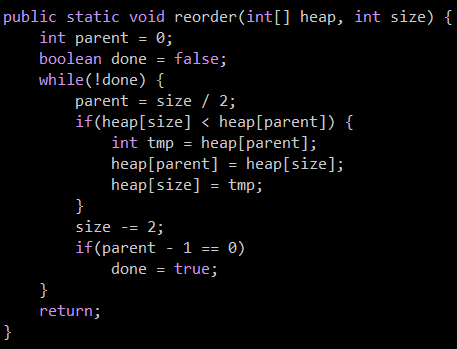 public static void reorder(int[] heap, int size) {
    int parent = 0;
    boolean done = false;
    while(!done) {
        parent = size / 2;
        if(heap[size] < heap[parent]) {
            int tmp = heap[parent];
            heap[parent] = heap[size];
            heap[size] = tmp;
        }
        size -= 2;
        if(parent - 1 == 0)
            done = true;
    }
    return;
}